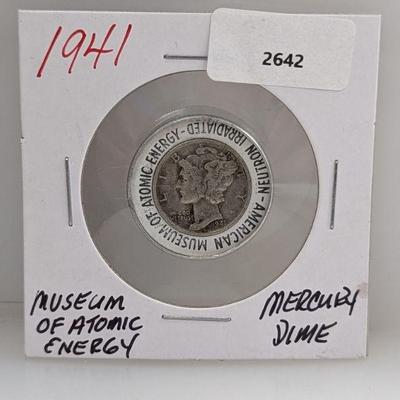 1941
2642
AMERICAN MUSEUM OF ATOMIC ENERGY - NEUTRON IRRADIATED -
MUSEUM
OF ATOMIC
ENERGY
MERCURY
DIME